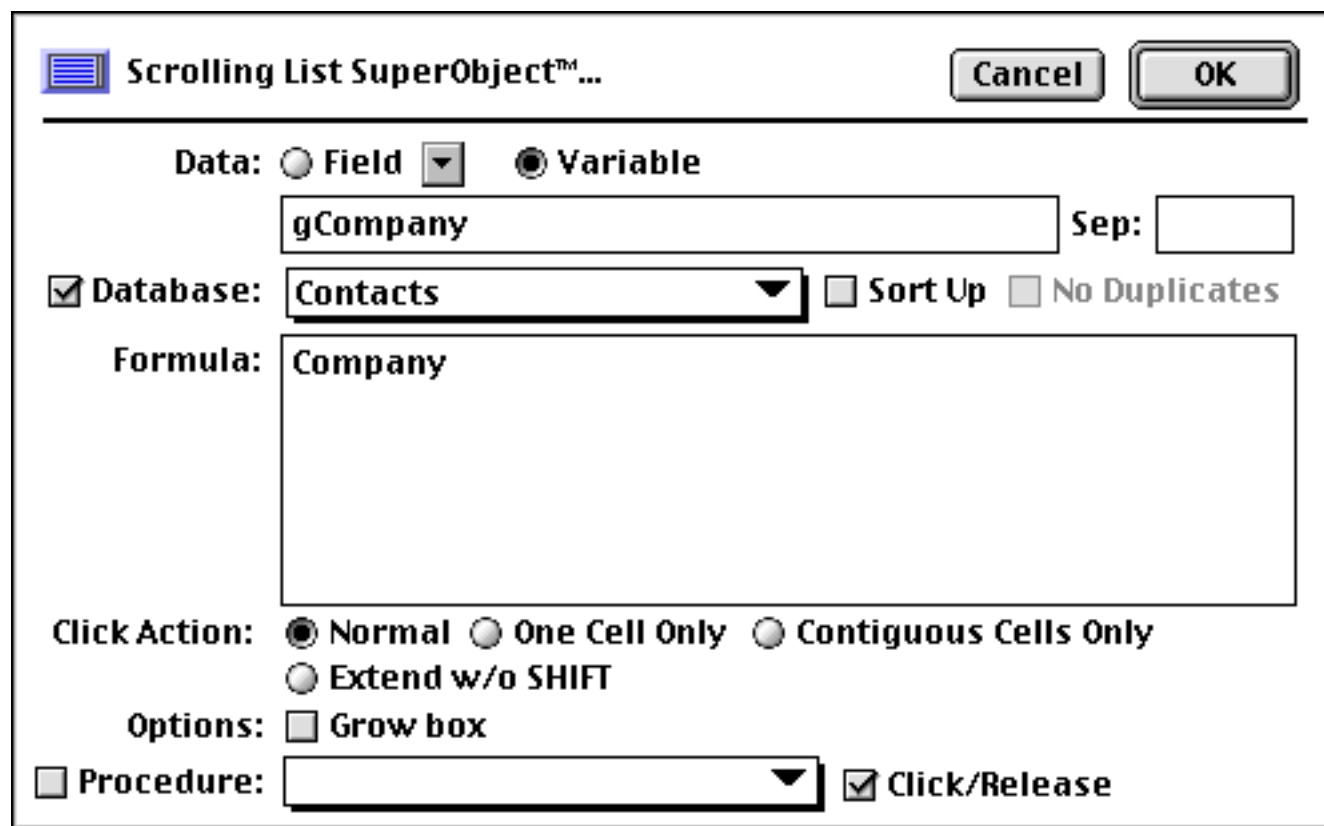 Scrolling List SuperObject™... Cancel OK
Data: Field Variable
gCompany Sep:
Database: Contacts Sort Up No Duplicates
Formula: Company
Click Action: Normal One Cell Only Contiguous Cells Only
Extend w/o SHIFT
Options: Grow box
Procedure: Click/Release